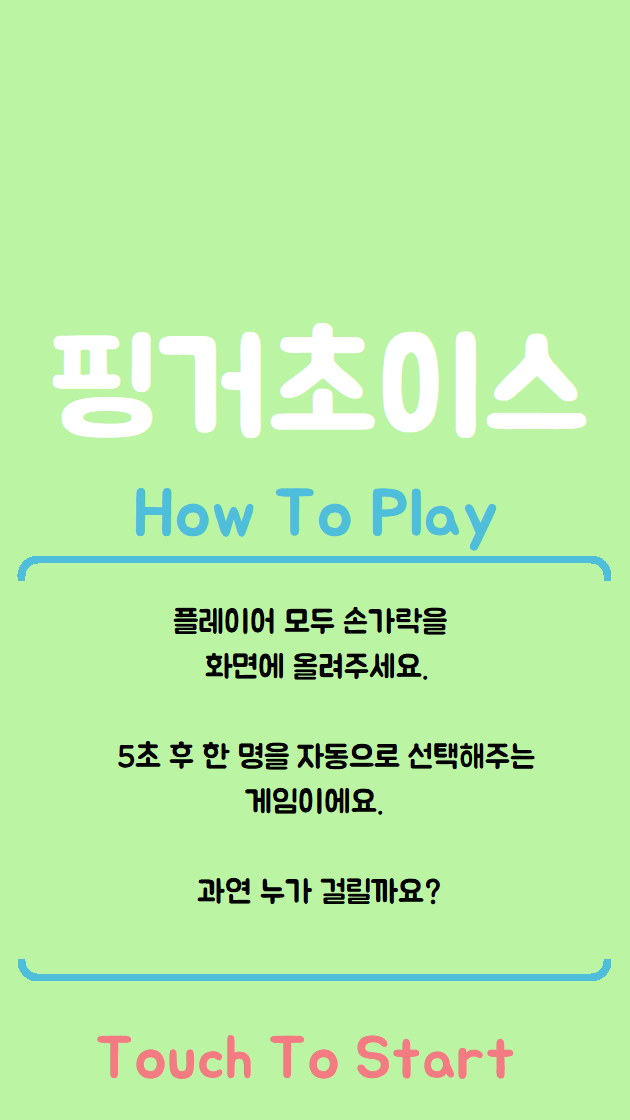 핑거초이스
How To Play
플레이어 모두 손가락을
화면에 올려주세요.
5초 후 한 명을 자동으로 선택해주는
게임이에요.
과연 누가 걸릴까요?
Touch To Start